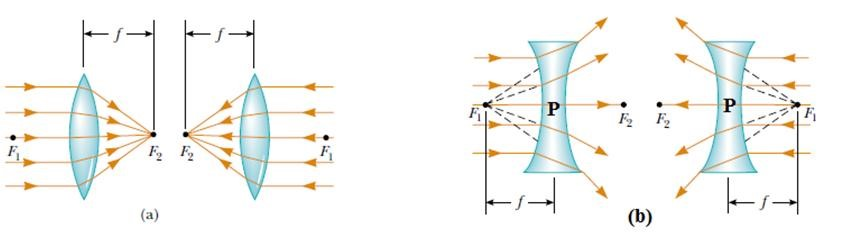 f f f f
P P
F₁ F₂ F₂ F₁ F₁ F₂ F₂ F₁
(a) (b)